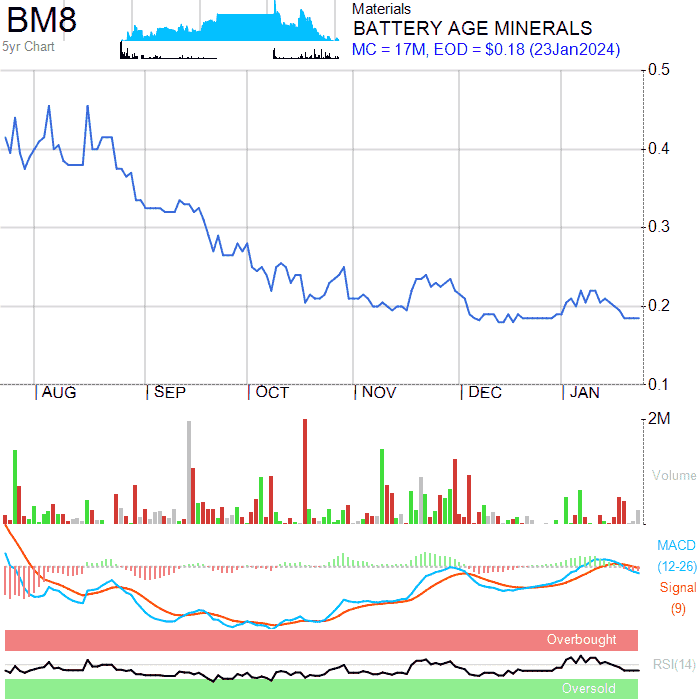 BM8
5yr Chart
Materials
BATTERY AGE MINERALS
MC = 17M, EOD = $0.18 (23Jan2024)
0.5
0.4
0.3
0.2
0.1
AUG SEP OCT NOV DEC JAN
2M
Volume
MACD
(12-26)
Signal
(9)
Overbought
RSI(14)
Oversold